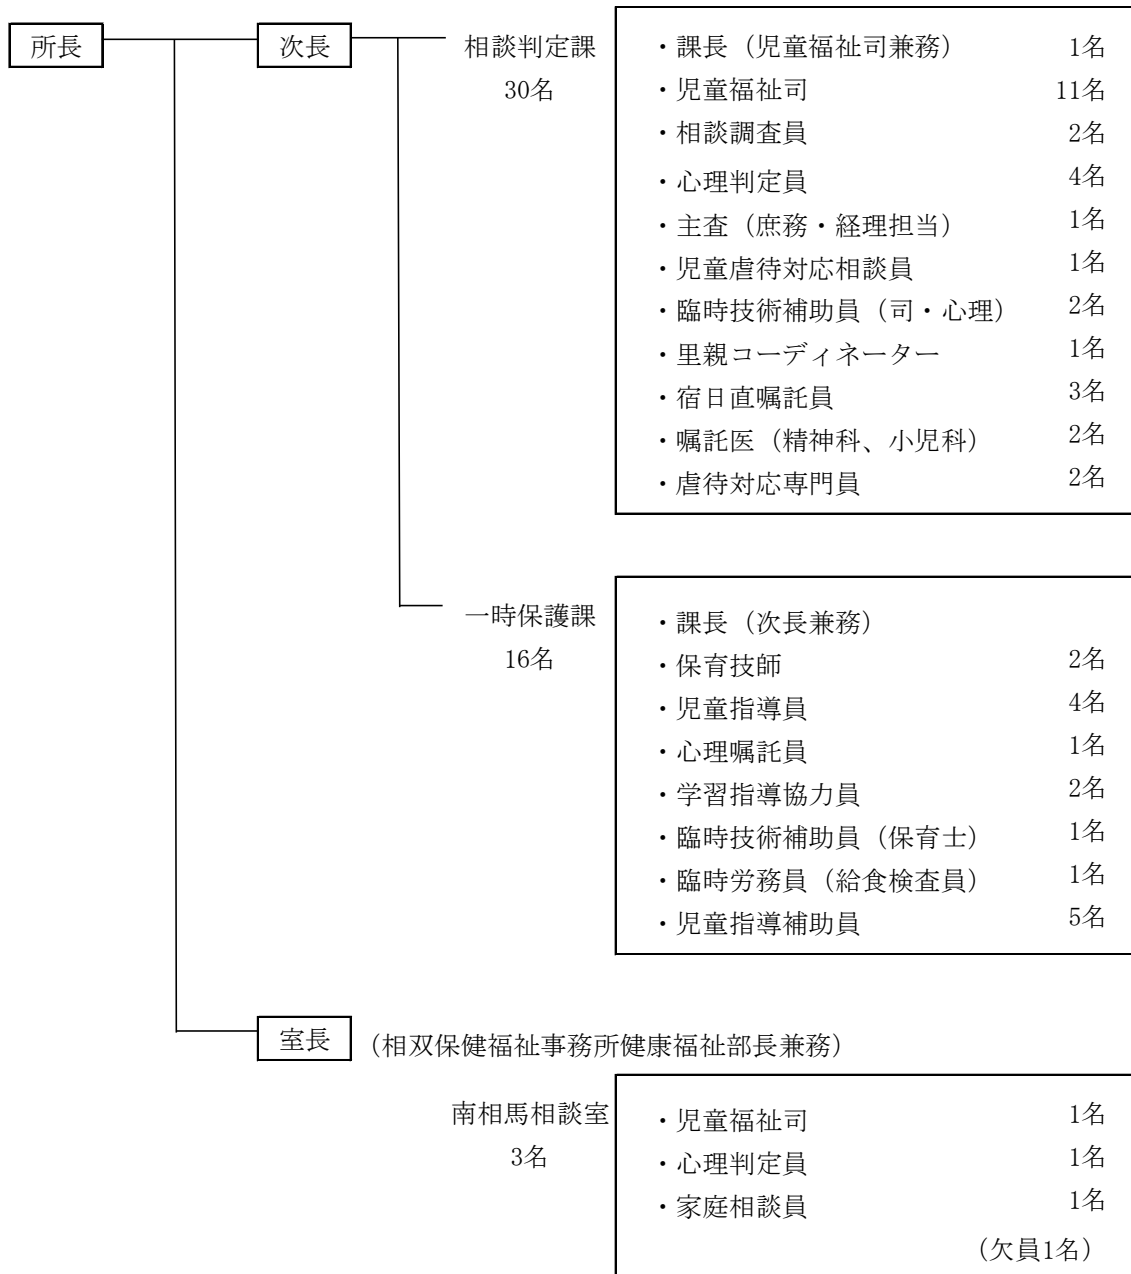 所長
次長
相談判定課
30名
・課長（児童福祉司兼務） 1名
・児童福祉司 11名
・相談調査員 2名
・心理判定員 4名
・主査（庶務・経理担当） 1名
・児童虐待対応相談員 1名
・臨時技術補助員（司・心理） 2名
・里親コーディネーター 1名
・宿日直嘱託員 3名
・嘱託医（精神科、小児科） 2名
・虐待対応専門員 2名
一時保護課
16名
・課長（次長兼務）
・保育技師 2名
・児童指導員 4名
・心理嘱託員 1名
・学習指導協力員 2名
・臨時技術補助員（保育士） 1名
・臨時労務員（給食検査員） 1名
・児童指導補助員 5名
室長 （相双保健福祉事務所健康福祉部長兼務）
南相馬相談室
3名
・児童福祉司 1名
・心理判定員 1名
・家庭相談員 1名
（欠員1名）